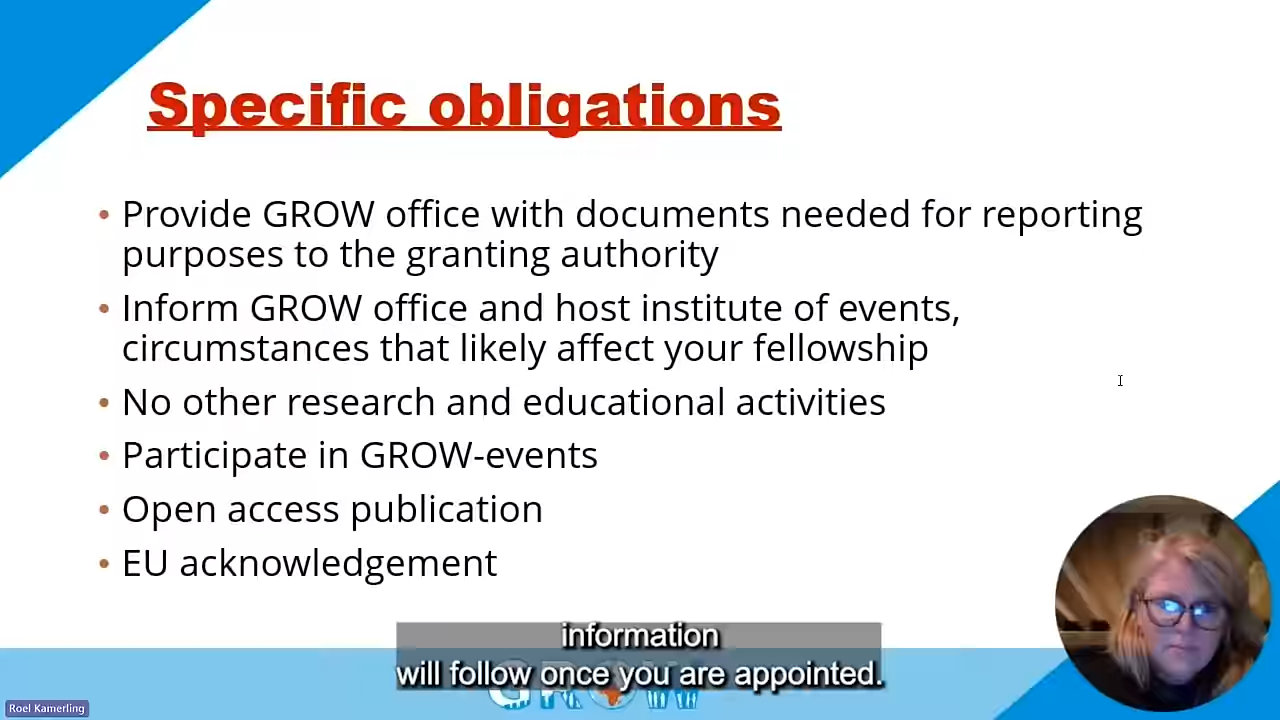 Specific obligations
• Provide GROW office with documents needed for reporting
purposes to the granting authority
• Inform GROW office and host institute of events,
circumstances that likely affect your fellowship
• No other research and educational activities
• Participate in GROW-events
• Open access publication
• EU acknowledgement
information
will follow once you are appointed.
GROW
Roel Kamerling